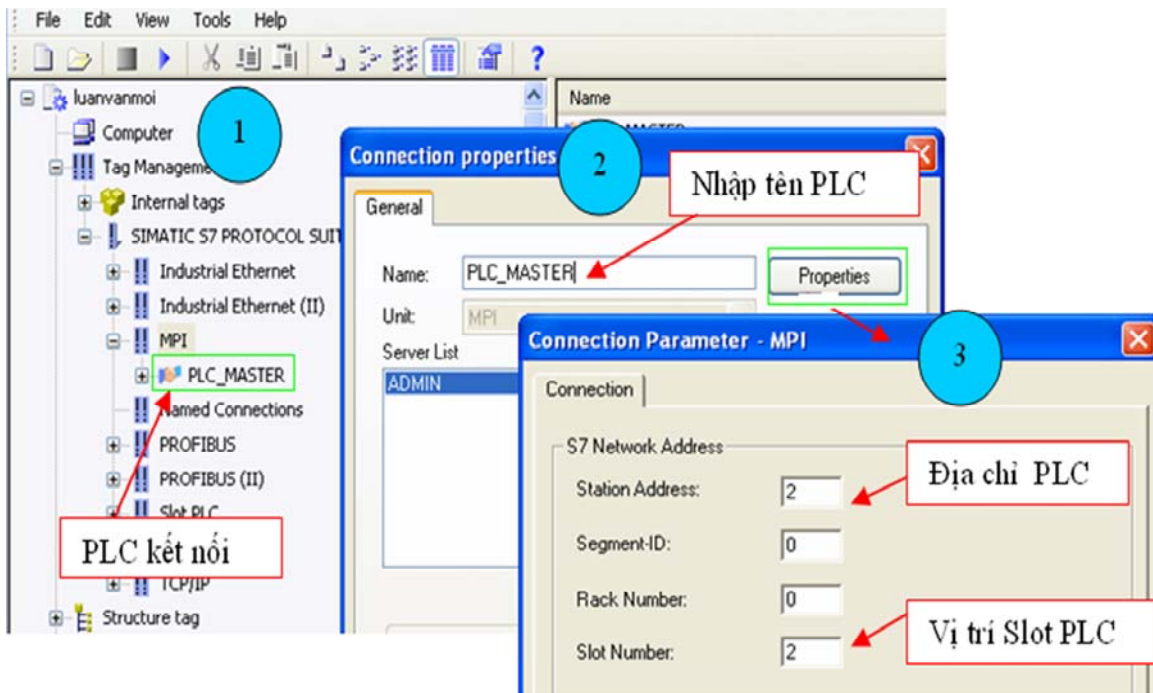 File Edit View Tools Help
?
luanvanmoi
Computer
1
Tag Manageme
Internal tags
SIMATIC S7 PROTOCOL SUIT
Industrial Ethernet
Industrial Ethernet (II)
MPI
PLC_MASTER
Named Connections
PROFIBUS
PROFIBUS (II)
Slot PLC
PLC kết nối
TCP/IP
Structure tag
Name
Connection properties
2
Nhập tên PLC
General
Name: PLC_MASTER
Properties
Unit: MPI
Server List
ADMIN
Connection Parameter - MPI
3
Connection
S7 Network Address
Station Address: 2
Địa chỉ PLC
Segment-ID: 0
Rack Number: 0
Slot Number: 2
Vị trí Slot PLC